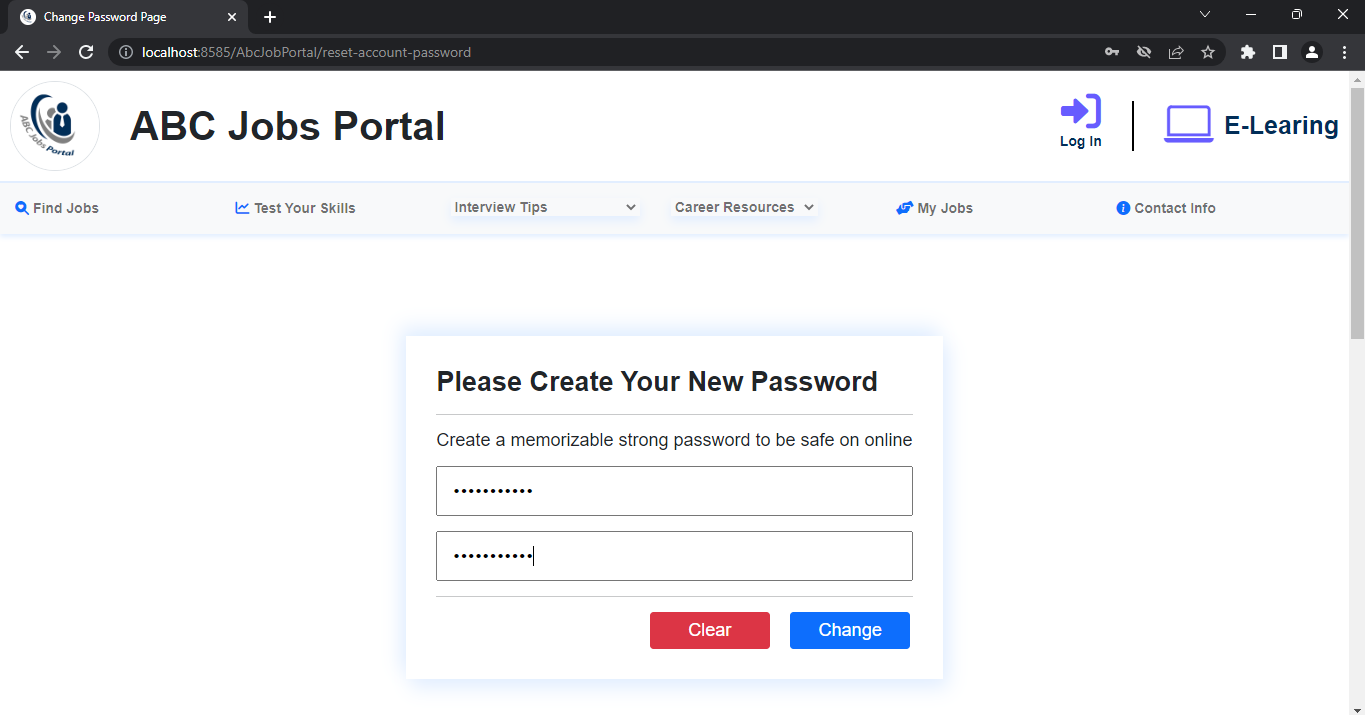 Change Password Page
localhost:8585/AbcJobPortal/reset-account-password
ABC Jobs Portal
ABC Jobs Portal
Log In
E-Learing
Find Jobs
Test Your Skills
Interview Tips
Career Resources
My Jobs
Contact Info
Please Create Your New Password
Create a memorizable strong password to be safe on online
•••••••••••
•••••••••••
Clear
Change